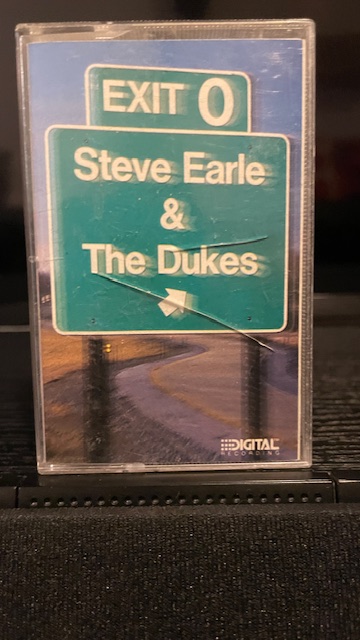 EXIT 0
Steve Earle
&
The Dukes
DIGITAL
RECORDING